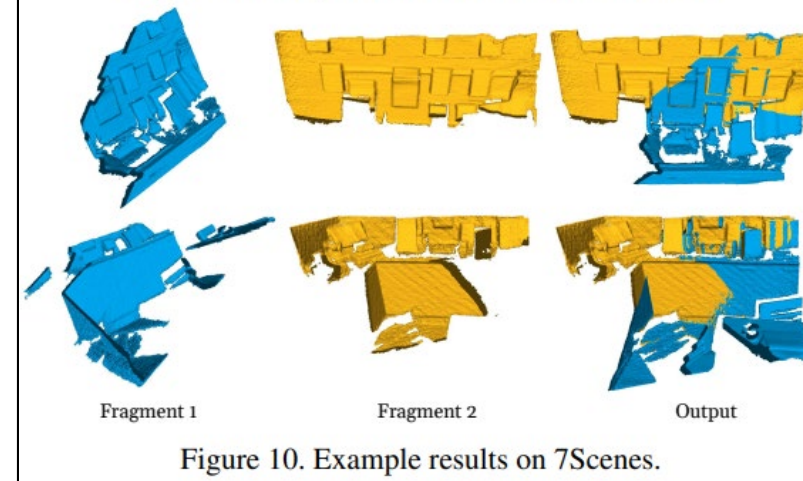 Fragment 1
Fragment 2
Output
Figure 10. Example results on 7Scenes.